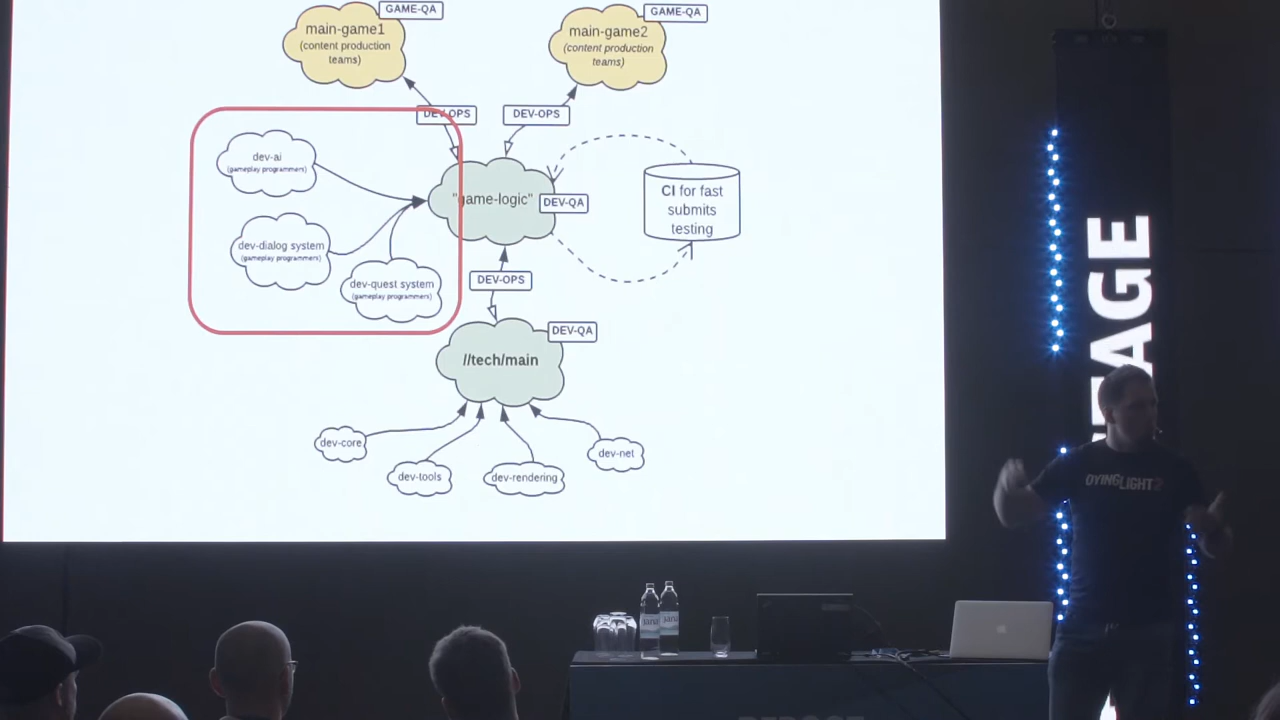 GAME-QA
main-game1
(content production
teams)
GAME-QA
main-game2
(content production
teams)
DEV-OPS
DEV-OPS
dev-ai
(gameplay programmers)
"game-logic"
DEV-QA
CI for fast
submits
testing
dev-dialog system
(gameplay programmers)
dev-quest system
(gameplay programmers)
DEV-OPS
DEV-QA
//tech/main
dev-core
dev-tools
dev-rendering
dev-net
DYING LIGHT 2
Jana
Jana